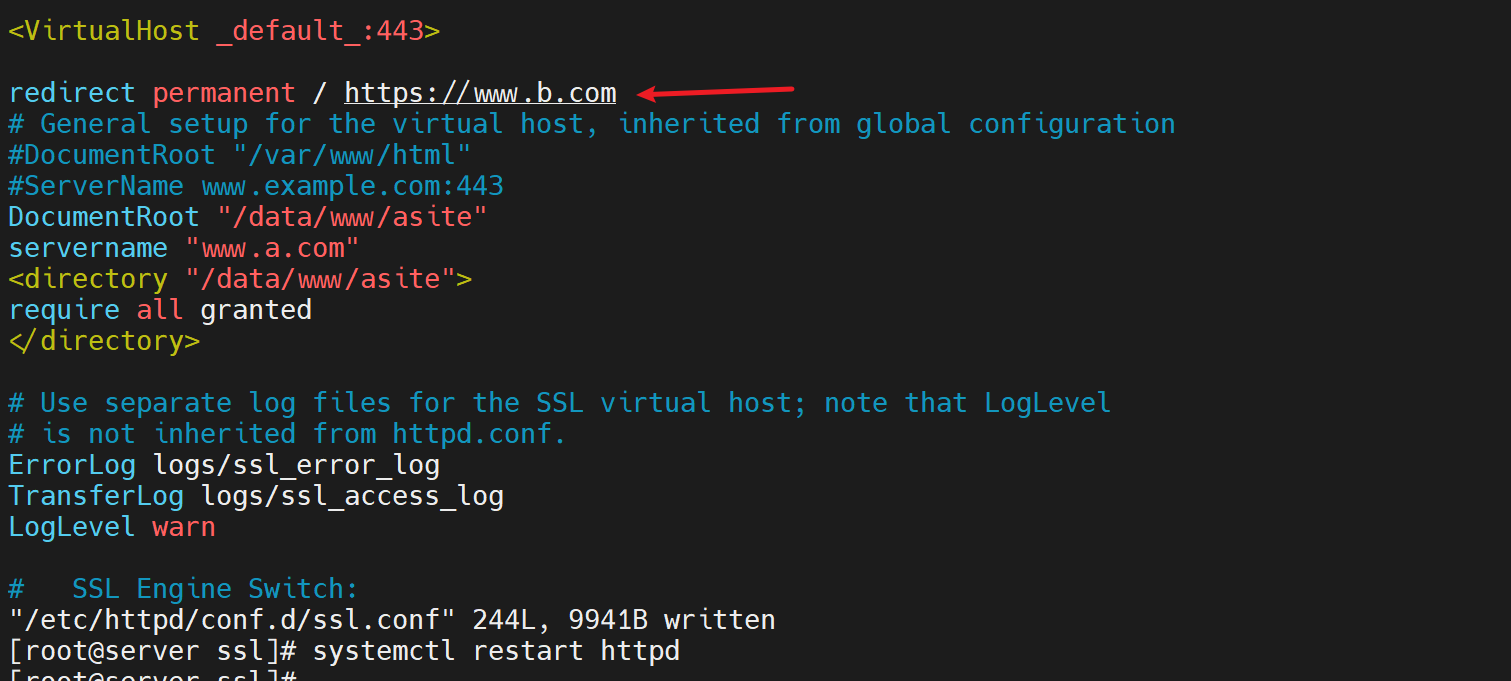 <VirtualHost _default_:443>
redirect permanent / https://www.b.com
# General setup for the virtual host, inherited from global configuration
#DocumentRoot "/var/www/html"
#ServerName www.example.com:443
DocumentRoot "/data/www/asite"
servername "www.a.com"
<directory "/data/www/asite">
require all granted
</directory>
# Use separate log files for the SSL virtual host; note that LogLevel
# is not inherited from httpd.conf.
ErrorLog logs/ssl_error_log
TransferLog logs/ssl_access_log
LogLevel warn
#   SSL Engine Switch:
"/etc/httpd/conf.d/ssl.conf" 244L, 9941B written
[root@server ssl]# systemctl restart httpd
[root@server ssl]#